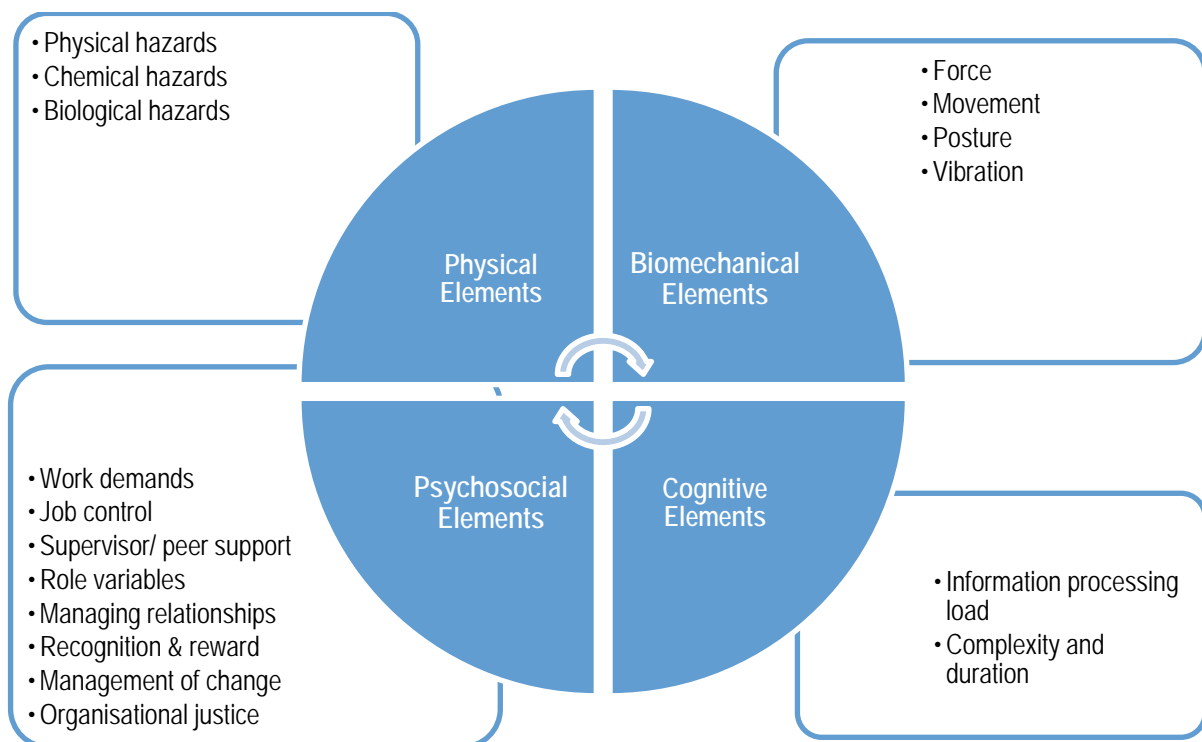 • Physical hazards
• Chemical hazards
• Biological hazards
• Force
• Movement
• Posture
• Vibration
Physical
Elements
Biomechanical
Elements
Psychosocial
Elements
Cognitive
Elements
• Work demands
• Job control
• Supervisor/ peer support
• Role variables
• Managing relationships
• Recognition & reward
• Management of change
• Organisational justice
• Information processing
load
• Complexity and
duration